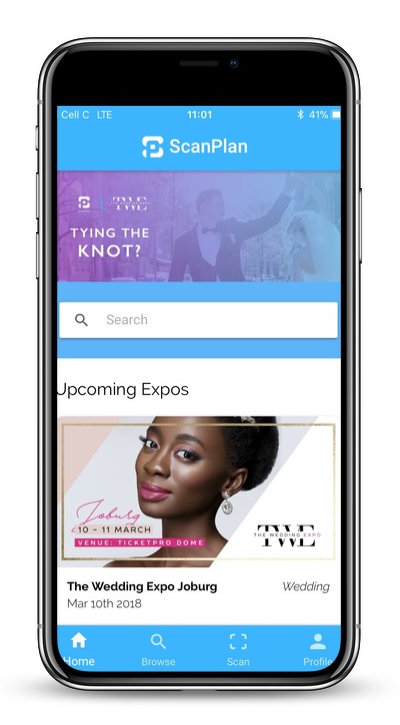 Cell C LTE 11:01 41%
ScanPlan
TWE
TYING THE
KNOT?
Search
Upcoming Expos
Joburg
10 - 11 MARCH
VENUE: TICKETPRO DOME
TWE
THE WEDDING EXPO
The Wedding Expo Joburg Wedding
Mar 10th 2018
Home Browse Scan Profile